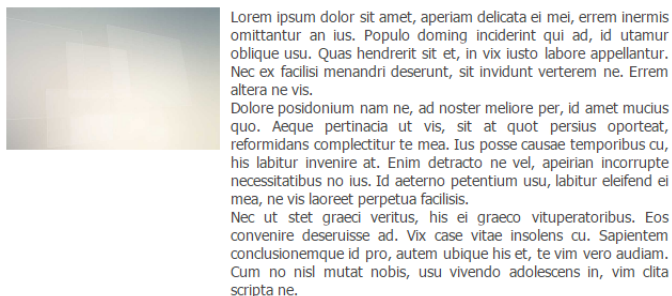 Lorem ipsum dolor sit amet, aperiam delicata ei mei, errem inermis
omittantur an ius. Populo doming inciderint qui ad, id utamur
oblique usu. Quas hendrerit sit et, in vix iusto labore appellantur.
Nec ex facilisi menandri deserunt, sit invidunt verterem ne. Errem
altera ne vis.
Dolore posidonium nam ne, ad noster meliore per, id amet mucius
quo. Aeque pertinacia ut vis, sit at quot persius oporteat,
reformidans complectitur te mea. Ius posse causae temporibus cu,
his labitur invenire at. Enim detracto ne vel, apeirian incorrupte
necessitatibus no ius. Id aeterno petentium usu, labitur eleifend ei
mea, ne vis laoreet perpetua facilisis.
Nec ut stet graeci veritus, his ei graeco vituperatoribus. Eos
convenire deseruisse ad. Vix case vitae insolens cu. Sapientem
conclusionemque id pro, autem ubique his et, te vim vero audiam.
Cum no nisl mutat nobis, usu vivendo adolescens in, vim clita
scripta ne.